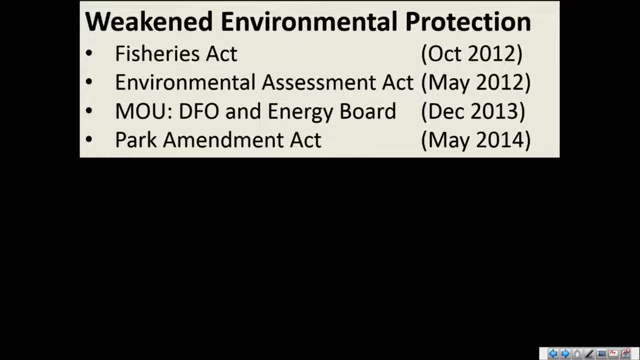 Weakened Environmental Protection
• Fisheries Act (Oct 2012)
• Environmental Assessment Act (May 2012)
• MOU: DFO and Energy Board (Dec 2013)
• Park Amendment Act (May 2014)